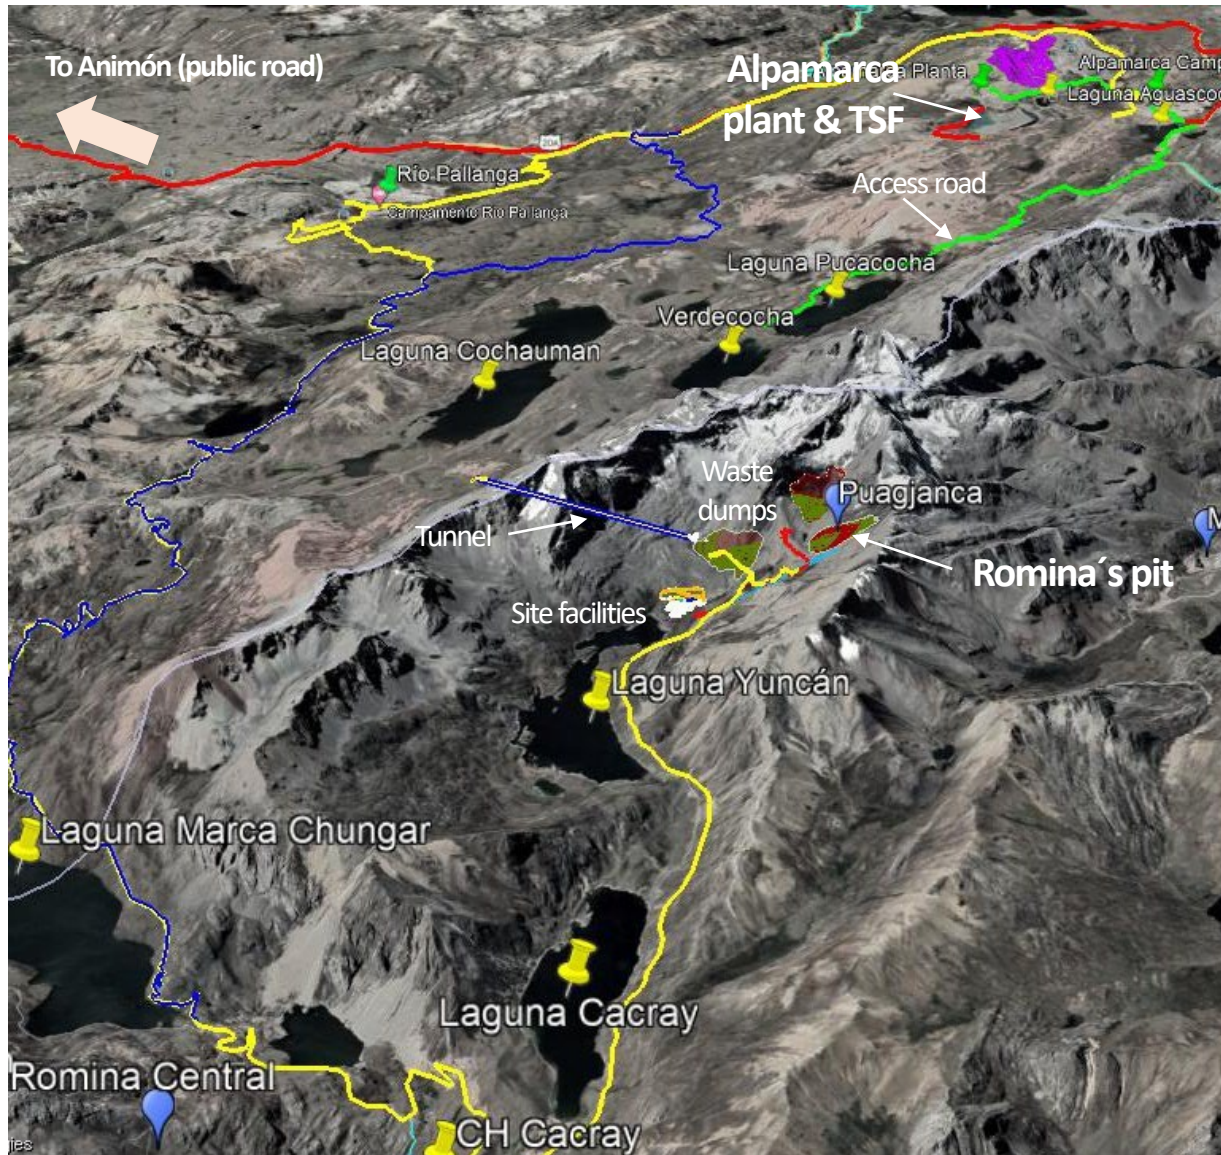 To Animón (public road)
Alpamarca
plant & TSF
Planta
Alpamarca Camp
Laguna Aguascoc
20A
Río Pallanga
Campamento Rio Pallanga
Access road
Laguna Pucacocha
Verdecocha
Laguna Cochauman
Waste
dumps
Puagjanca
Tunnel
Romina´s pit
Site facilities
Laguna Yuncán
M
Laguna Marca Chungar
Laguna Cacray
Romina Central
CH Cacray